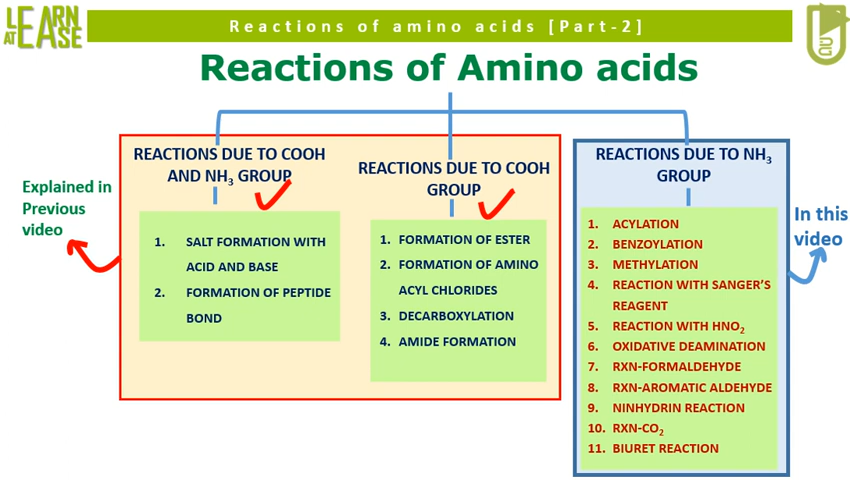 LEARN
AT EASE
Reactions of amino acids [Part-2]
Reactions of Amino acids
REACTIONS DUE TO COOH
AND NH₃ GROUP
1. SALT FORMATION WITH
ACID AND BASE
2. FORMATION OF PEPTIDE
BOND
REACTIONS DUE TO COOH
GROUP
1. FORMATION OF ESTER
2. FORMATION OF AMINO
ACYL CHLORIDES
3. DECARBOXYLATION
4. AMIDE FORMATION
REACTIONS DUE TO NH₃
GROUP
1. ACYLATION
2. BENZOYLATION
3. METHYLATION
4. REACTION WITH SANGER'S
REAGENT
5. REACTION WITH HNO₂
6. OXIDATIVE DEAMINATION
7. RXN-FORMALDEHYDE
8. RXN-AROMATIC ALDEHYDE
9. NINHYDRIN REACTION
10. RXN-CO₂
11. BIURET REACTION
Explained in
Previous
video
In this
video